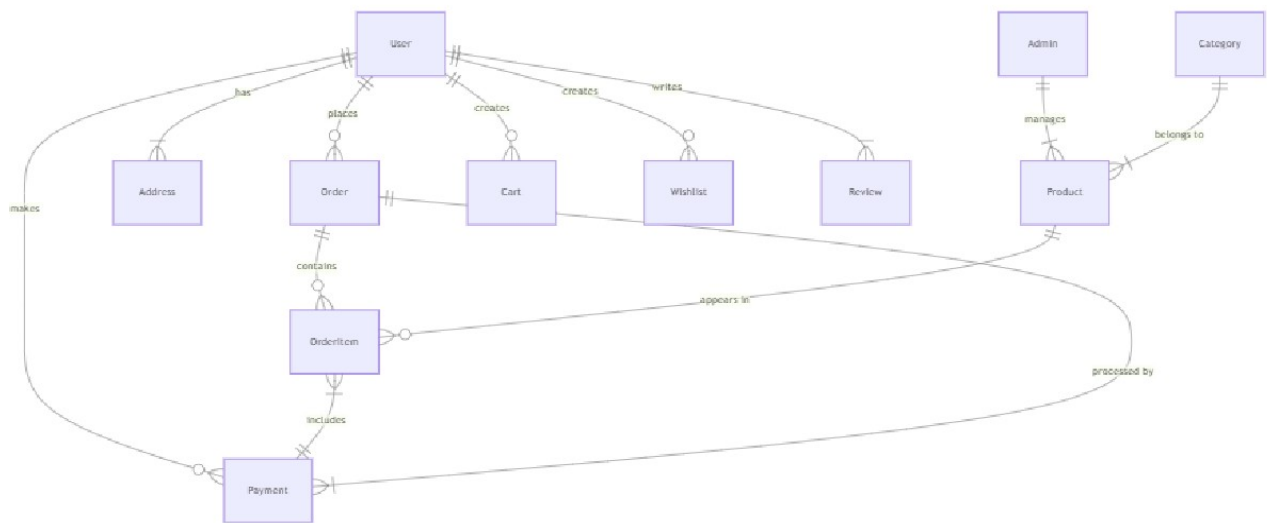 User
Admin
Category
has
places
creates
creates
writes
manages
belongs to
Address
Order
Cart
Wishlist
Review
Product
makes
contains
appears in
OrderItem
processed by
includes
Payment